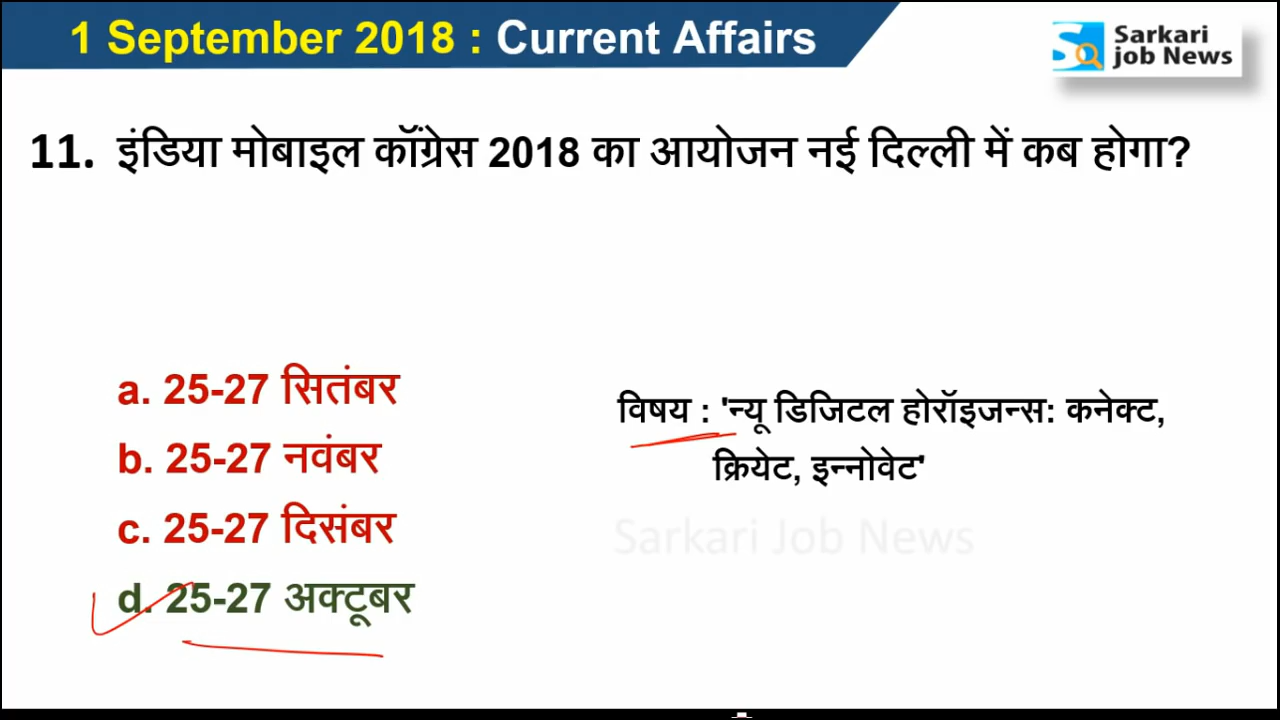 1 September 2018 : Current Affairs
Sarkari
job News
11. इंडिया मोबाइल कॉंग्रेस 2018 का आयोजन नई दिल्ली में कब होगा?
a. 25-27 सितंबर
b. 25-27 नवंबर
c. 25-27 दिसंबर
d. 25-27 अक्टूबर
विषय : 'न्यू डिजिटल होरॉइजन्स: कनेक्ट,
क्रियेट, इन्नोवेट'
Sarkari Job News